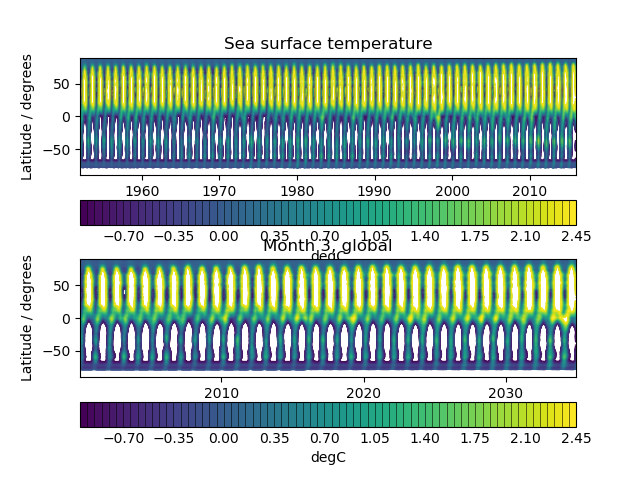 Sea surface temperature
Latitude / degrees
50
0
−50
1960 1970 1980 1990 2000 2010
−0.70 −0.35 0.00 0.35 0.70 1.05 1.40 1.75 2.10 2.45
degC
Month 3, global
Latitude / degrees
50
0
−50
2010 2020 2030
−0.70 −0.35 0.00 0.35 0.70 1.05 1.40 1.75 2.10 2.45
degC